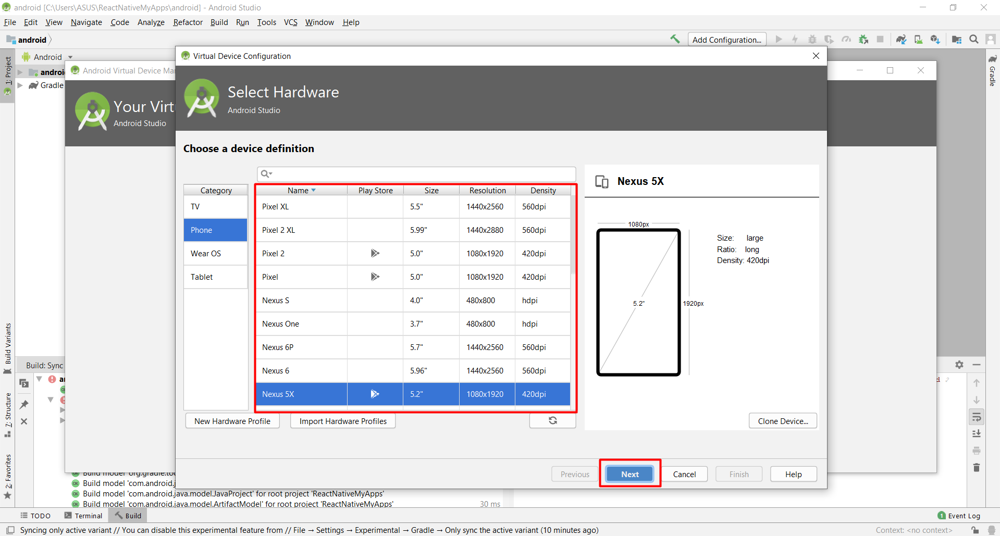 android [C:\Users\ASUS\ReactNativeMyApps\android] - Android Studio
File Edit View Navigate Code Analyze Refactor Build Run Tools VCS Window Help
android
Add Configuration...
1: Project
Android
Gradle
Virtual Device Configuration
Android Virtual Device Ma
androi
Gradle
Select Hardware
Android Studio
Your Virt
Android Studio
Choose a device definition
Category
Name Play Store Size Resolution Density
TV
Phone
Wear OS
Tablet
Pixel XL 5.5" 1440x2560 560dpi
Pixel 2 XL 5.99" 1440x2880 560dpi
Pixel 2 5.0" 1080x1920 420dpi
Pixel 5.0" 1080x1920 420dpi
Nexus S 4.0" 480x800 hdpi
Nexus One 3.7" 480x800 hdpi
Nexus 6P 5.7" 1440x2560 560dpi
Nexus 6 5.96" 1440x2560 560dpi
Nexus 5X 5.2" 1080x1920 420dpi
Nexus 5X
1080px
5.2"
1920px
Size: large
Ratio: long
Density: 420dpi
New Hardware Profile Import Hardware Profiles
Clone Device...
Previous Next Cancel Finish Help
Build Variants
7: Structure
2: Favorites
Build: Sync
Build model 'org.gradle.too
Build model 'com.android.j
Build model 'com.android.java.model.JavaProject' for root project 'ReactNativeMyApps'
Build model 'com.android.java.model.ArtifactModel' for root project 'ReactNativeMyApps' 30 ms
TODO Terminal Build
1 Event Log
Syncing only active variant // You can disable this experimental feature from // File → Settings → Experimental → Gradle → Only sync the active variant (10 minutes ago)
Context: <no context>